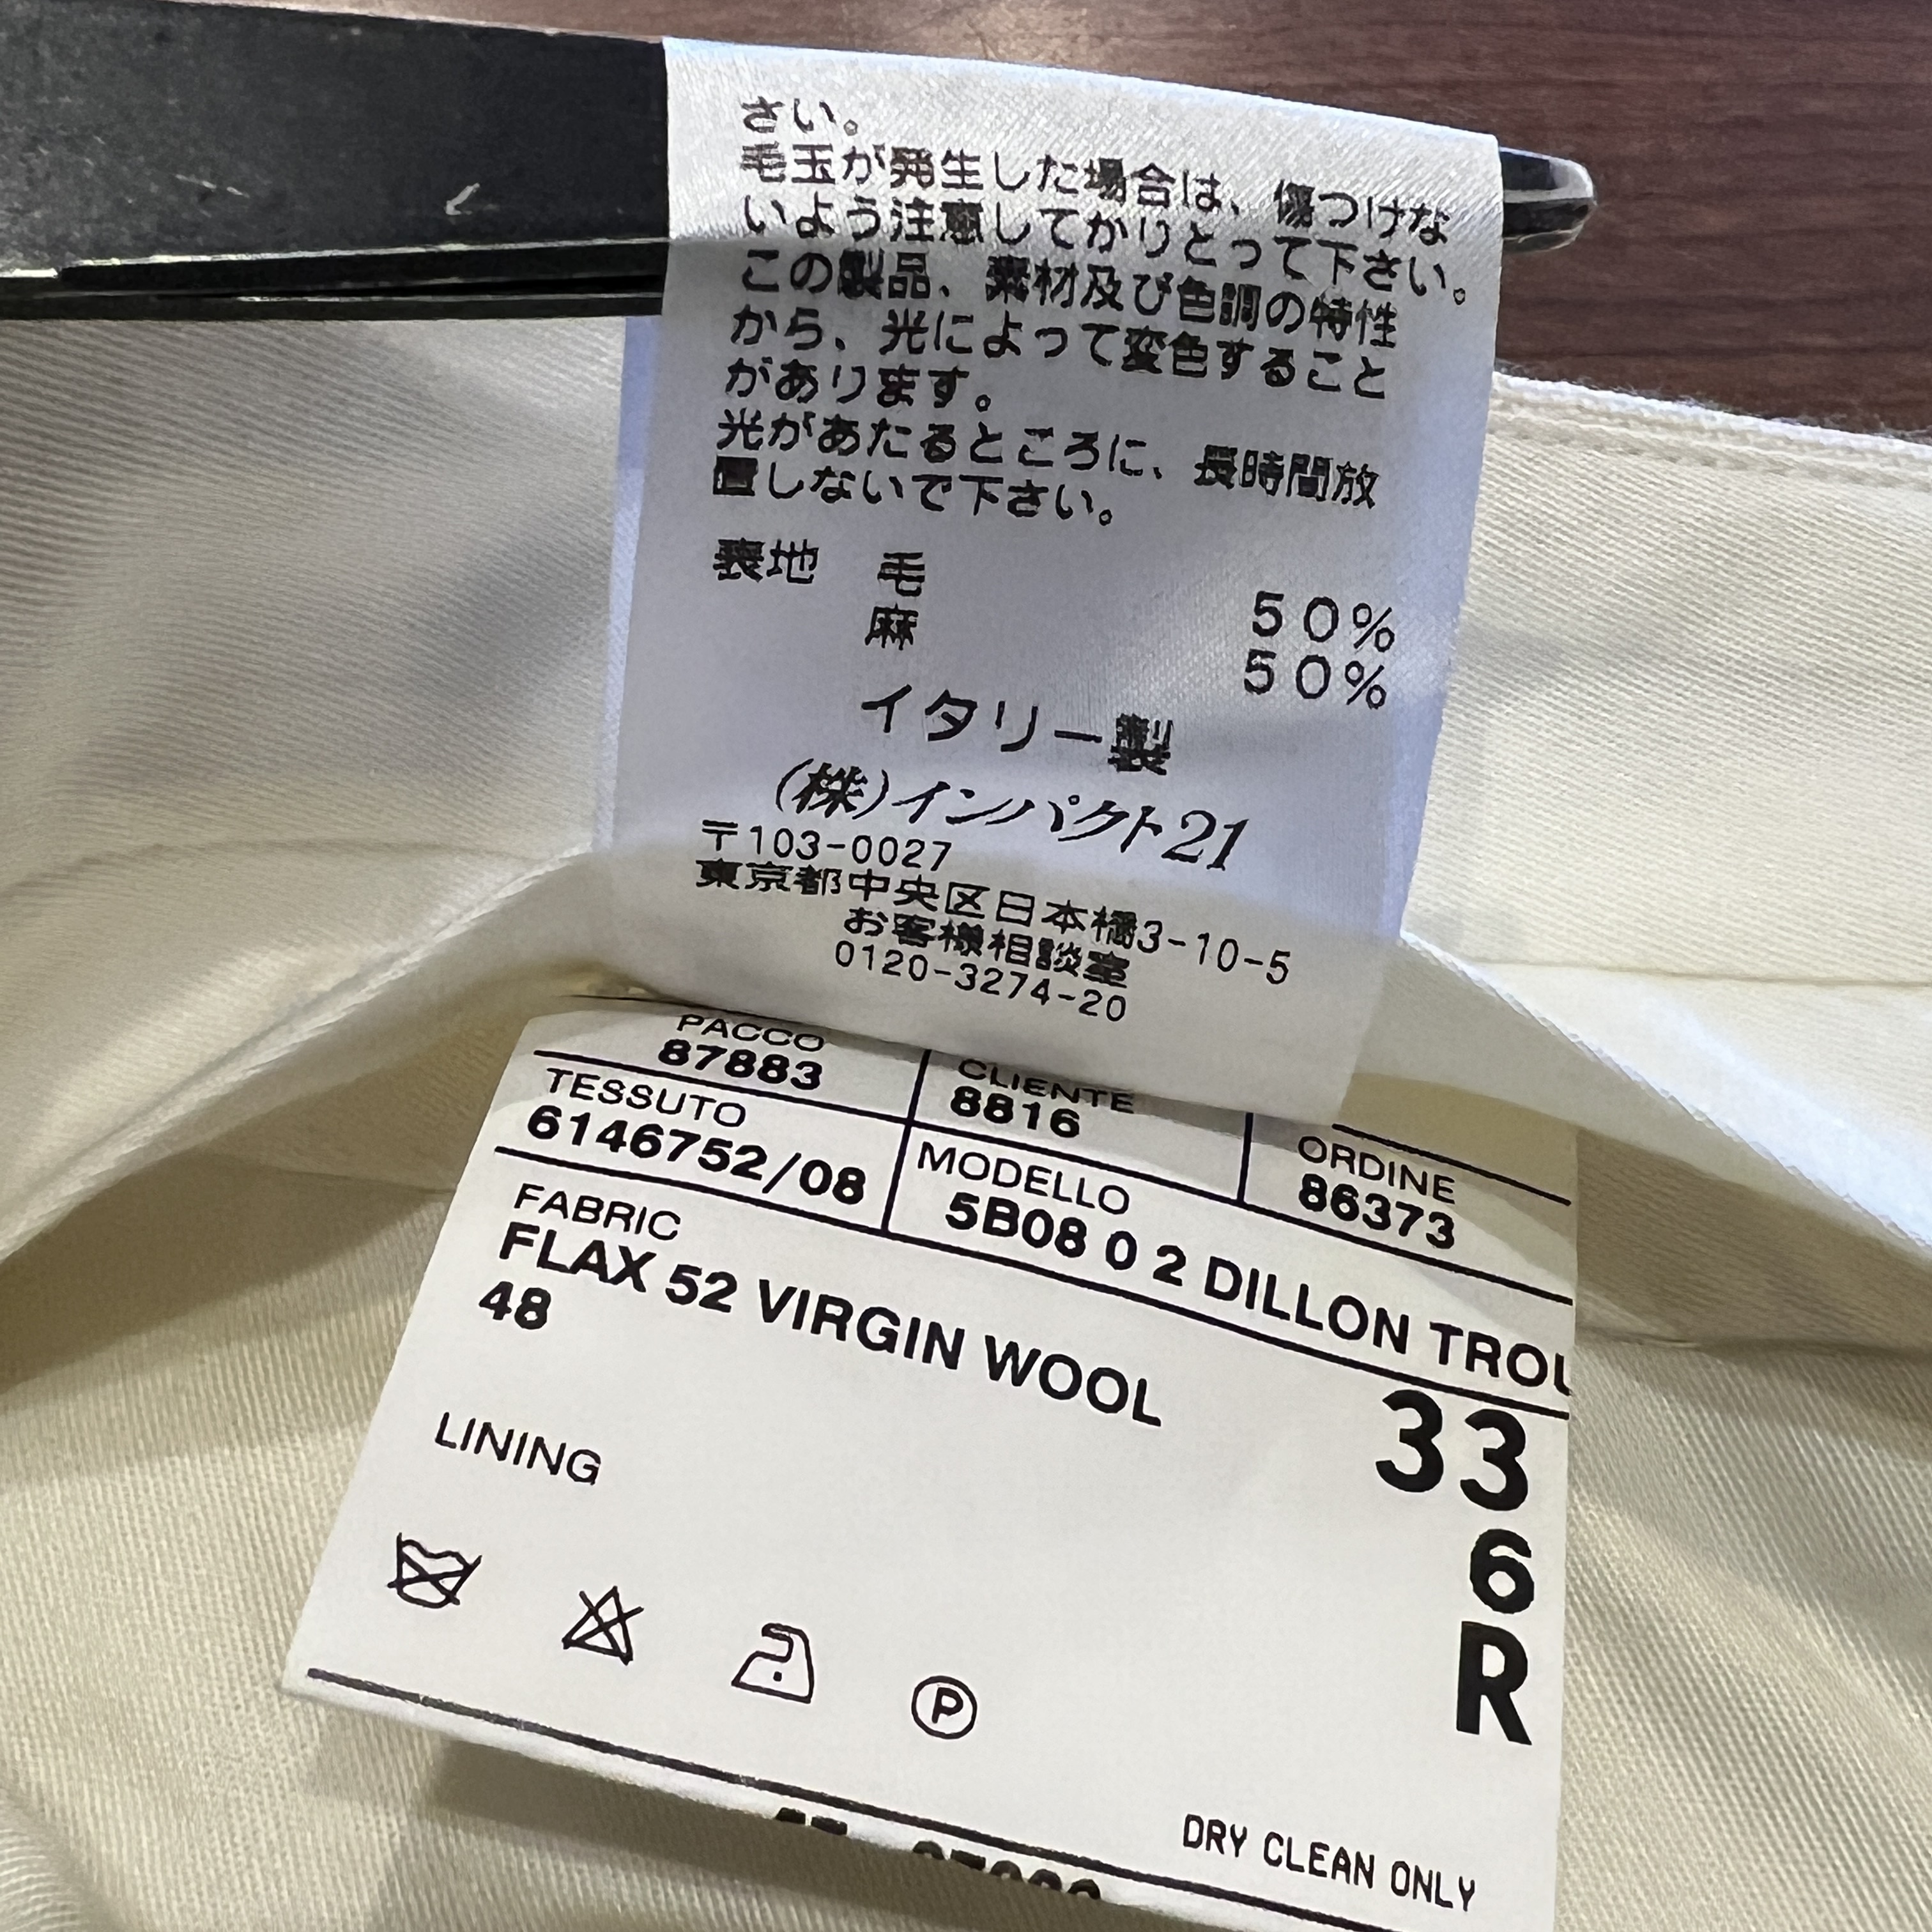 さい。
毛玉が発生した場合は、傷つけな
いよう注意してかりとって下さい。
この製品、素材及び色調の特性
から、光によって変色すること
があります。
光があたるところに、長時間放
置しないで下さい。
表地 毛 50%
麻 50%
イタリー製
(株)インパクト21
〒103-0027
東京都中央区日本橋3-10-5
お客様相談室
0120-3274-20
PACCO
87883
CLIENTE
8816
ORDINE
86373
TESSUTO
6146752/08
MODELLO
5B08 0 2 DILLON TROU
FABRIC
FLAX 52 VIRGIN WOOL
48
33
6
R
LINING
P
DRY CLEAN ONLY